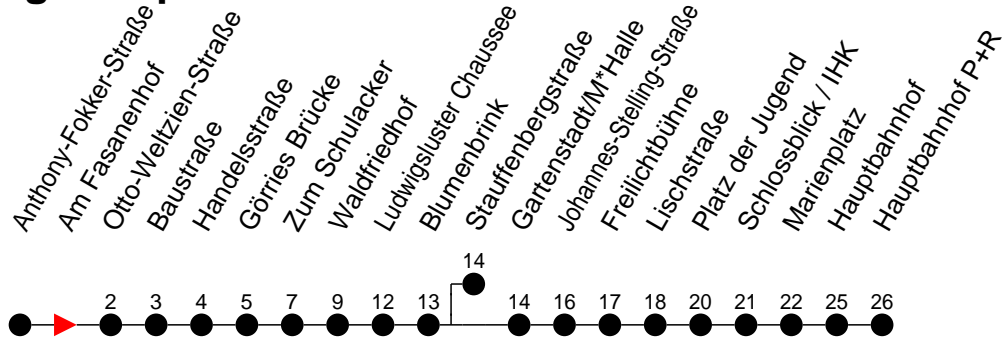 Anthony-Fokker-Straße
Am Fasanenhof
Otto-Weltzien-Straße
Baustraße
Handelsstraße
Görries Brücke
Zum Schulacker
Waldfriedhof
Ludwigsluster Chaussee
Blumenbrink
Stauffenbergstraße
Gartenstadt/M*Halle
Johannes-Stelling-Straße
Freilichtbühne
Lischstraße
Platz der Jugend
Schlossblick / IHK
Marienplatz
Hauptbahnhof
Hauptbahnhof P+R
14
2 3 4 5 7 9 12 13 14 16 17 18 20 21 22 25 26